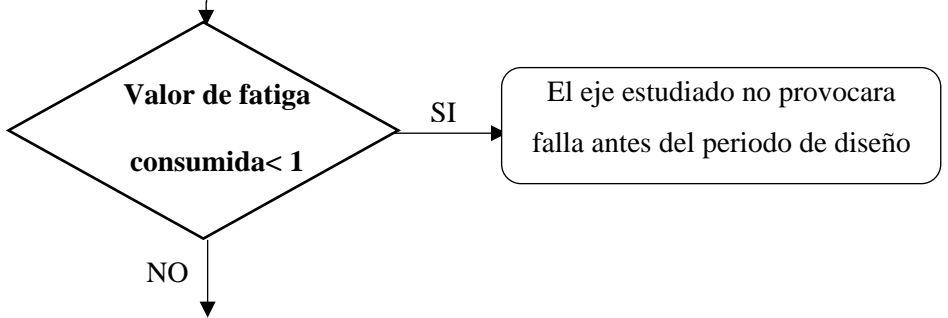 Valor de fatiga
consumida< 1
SI
El eje estudiado no provocara
falla antes del periodo de diseño
NO